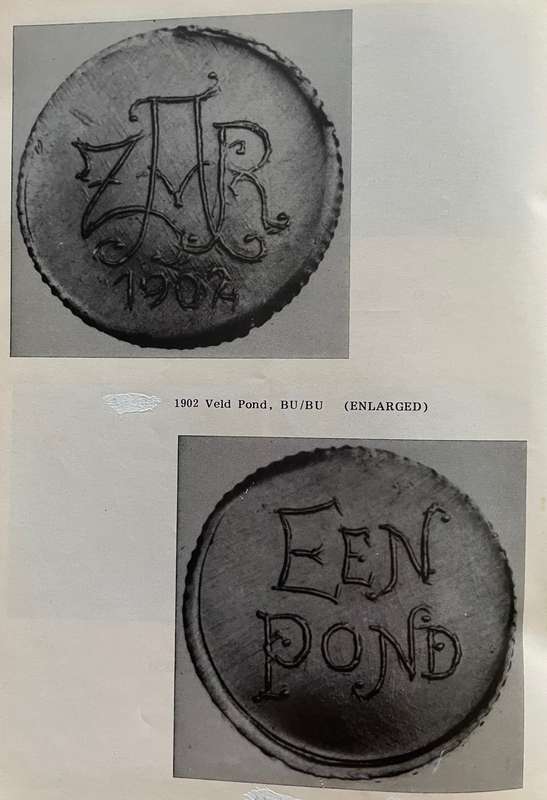 ZAR
1902
1902 Veld Pond, BU/BU (ENLARGED)
EEN
POND